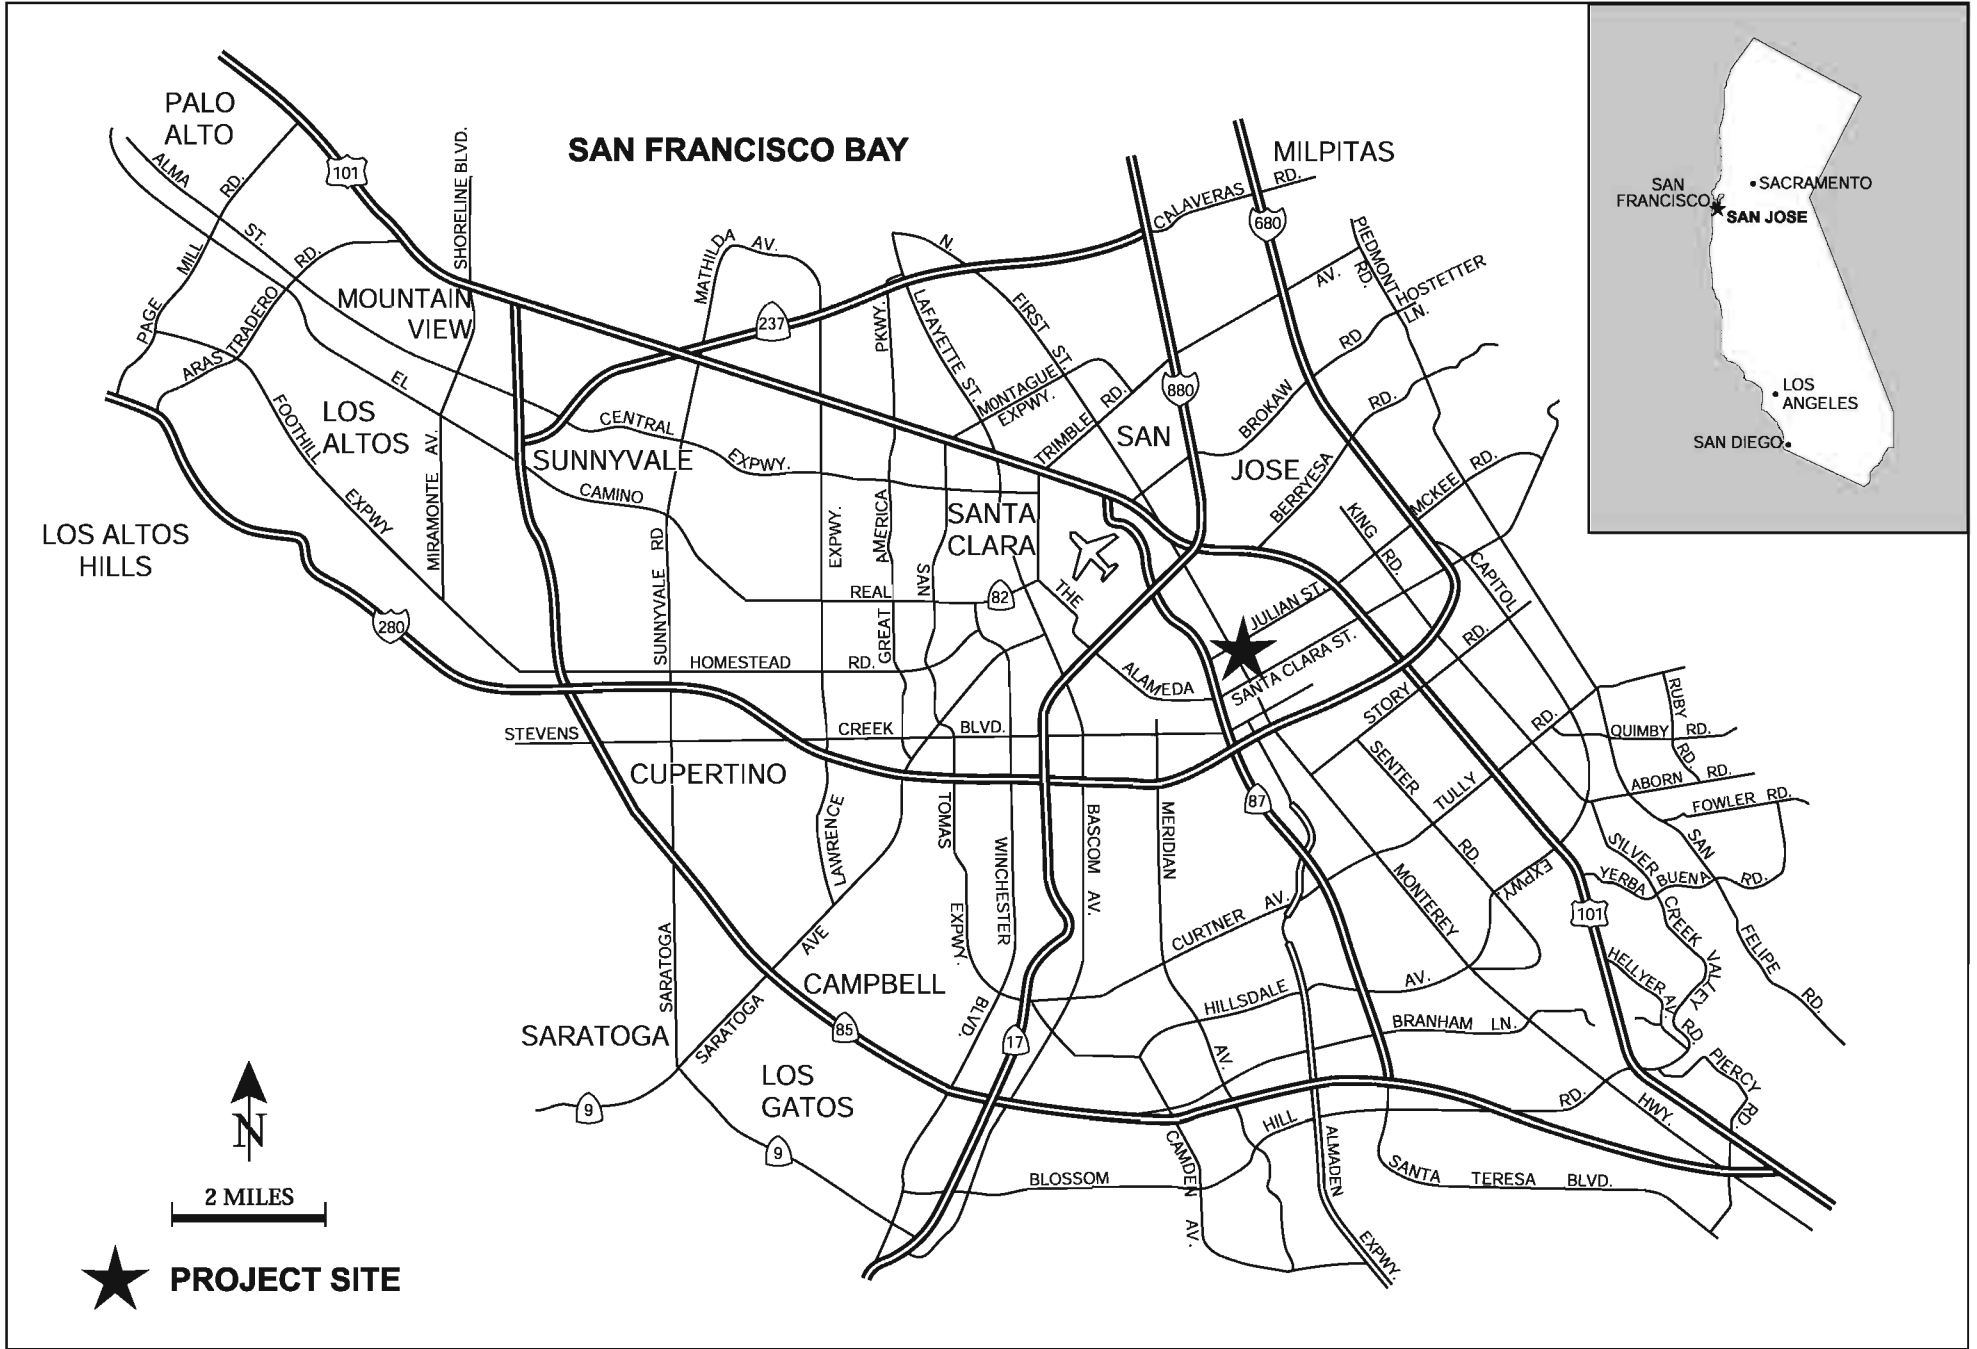 PALO
ALTO
101
SHORELINE BLVD.
SAN FRANCISCO BAY
MILPITAS
CALAVERAS RD.
680
ALMA ST.
PAGE MILL RD.
ARASTRADERO RD.
MOUNTAIN
VIEW
MATHILDA AV.
237
N. FIRST ST.
LAFAYETTE ST.
GREAT AMERICA PKWY.
MONTAGUE
EXPWY.
TRIMBLE RD.
AV.
PIEDMONT
RD.
HOSTETTER
LN.
880
BROKAW RD
BERRYESA RD.
SAN
JOSE
EL CAMINO REAL
LOS
ALTOS
FOOTHILL EXPWY
MIRAMONTE AV.
CENTRAL EXPWY.
SUNNYVALE
SANTA
CLARA
LOS ALTOS
HILLS
280
SUNNYVALE RD
LAWRENCE EXPWY.
SAN TOMAS EXPWY.
82
THE ALAMEDA
KING RD.
MCKEE RD.
CAPITOL
JULIAN ST.
SANTA CLARA ST.
HOMESTEAD RD.
STEVENS CREEK BLVD.
CUPERTINO
STORY RD.
SENTER RD.
TULLY RD.
87
RUBY
RD.
QUIMBY RD.
ABORN RD.
FOWLER RD.
SAN FELIPE RD.
SILVER CREEK VALLEY RD.
YERBA BUENA RD.
EXPWY.
101
WINCHESTER BLVD.
BASCOM AV.
MERIDIAN AV.
MONTEREY HWY.
CURTNER AV.
HILLSDALE AV.
BRANHAM LN.
HELLYER AV.
PIERCY RD.
SARATOGA
SARATOGA AVE
CAMPBELL
SARATOGA
85
17
LOS
GATOS
9
9
BLOSSOM HILL RD.
CAMDEN AV.
ALMADEN EXPWY.
SANTA TERESA BLVD.
N
2 MILES
PROJECT SITE
SAN
FRANCISCO
SACRAMENTO
SAN JOSE
LOS
ANGELES
SAN DIEGO